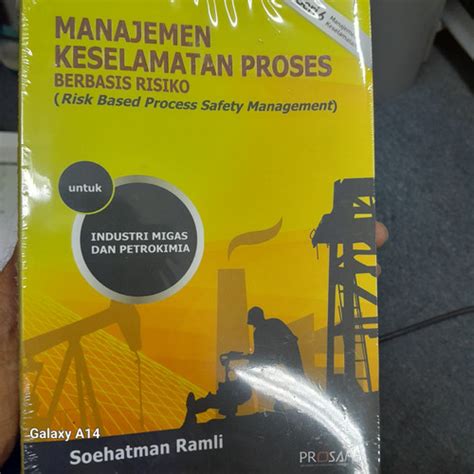 MANAJEMEN
KESELAMATAN PROSES
BERBASIS RISIKO
(Risk Based Process Safety Management)
untuk
INDUSTRI MIGAS
DAN PETROKIMIA
Galaxy A14
Soehatman Ramli